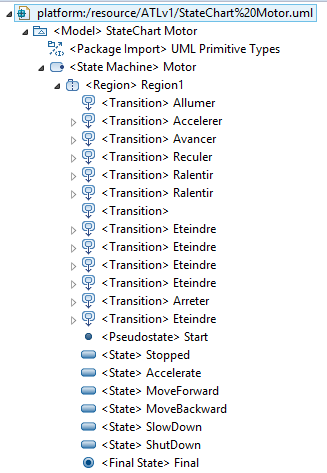 platform:/resource/ATLv1/StateChart%20Motor.uml
<Model> StateChart Motor
<Package Import> UML Primitive Types
<State Machine> Motor
<Region> Region1
<Transition> Allumer
<Transition> Accelerer
<Transition> Avancer
<Transition> Reculer
<Transition> Ralentir
<Transition> Ralentir
<Transition>
<Transition> Eteindre
<Transition> Eteindre
<Transition> Eteindre
<Transition> Eteindre
<Transition> Arreter
<Transition> Eteindre
<Pseudostate> Start
<State> Stopped
<State> Accelerate
<State> MoveForward
<State> MoveBackward
<State> SlowDown
<State> ShutDown
<Final State> Final